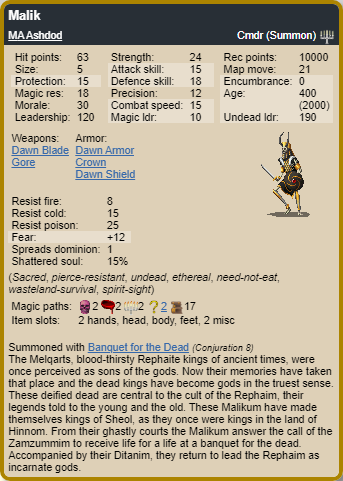 Malik
MA Ashdod Cmdr (Summon)
Hit points: 63 Strength: 24 Rec points: 10000
Size: 5 Attack skill: 15 Map move: 21
Protection: 15 Defence skill: 18 Encumbrance: 0
Magic res: 18 Precision: 12 Age: 400
Morale: 30 Combat speed: 15 (2000)
Leadership: 120 Magic ldr: 10 Undead ldr: 190
Weapons: Armor:
Dawn Blade Dawn Armor
Gore Crown
Dawn Shield
Resist fire: 8
Resist cold: 15
Resist poison: 25
Fear: +12
Spreads dominion: 1
Shattered soul: 15%
(Sacred, pierce-resistant, undead, ethereal, need-not-eat,
wasteland-survival, spirit-sight)
Magic paths: 2 2 2 ? 2 17
Item slots: 2 hands, head, body, feet, 2 misc
Summoned with Banquet for the Dead (Conjuration 8)
The Melqarts, blood-thirsty Rephaite kings of ancient times, were
once perceived as sons of the gods. Now their memories have taken
that place and the dead kings have become gods in the truest sense.
These deified dead are central to the cult of the Rephaim, their
legends told to the young and the old. These Malikum have made
themselves kings of Sheol, as they once were kings in the land of
Hinnom. From their ghastly courts the Malikum answer the call of the
Zamzummim to receive life for a life at a banquet for the dead.
Accompanied by their Ditanim, they return to lead the Rephaim as
incarnate gods.